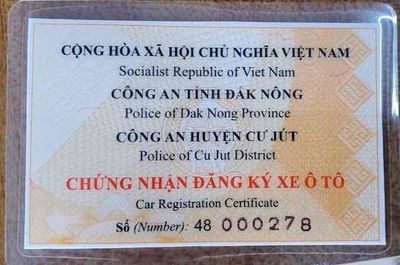 CỘNG HÒA XÃ HỘI CHỦ NGHĨA VIỆT NAM
Socialist Republic of Viet Nam
CÔNG AN TỈNH ĐẮK NÔNG
Police of Dak Nong Province
CÔNG AN HUYỆN CƯ JÚT
Police of Cu Jut District
CHỨNG NHẬN ĐĂNG KÝ XE Ô TÔ
Car Registration Certificate
Số (Number): 48 000278